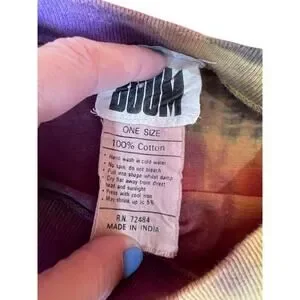 BOOM
ONE SIZE
100% Cotton
Hand wash in cold water
No spin, do not bleach
Pull into shape whilst damp
Dry flat away from direct
heat and sunlight
Press with cool iron
May shrink up to 5%
R.N. 72484
MADE IN INDIA